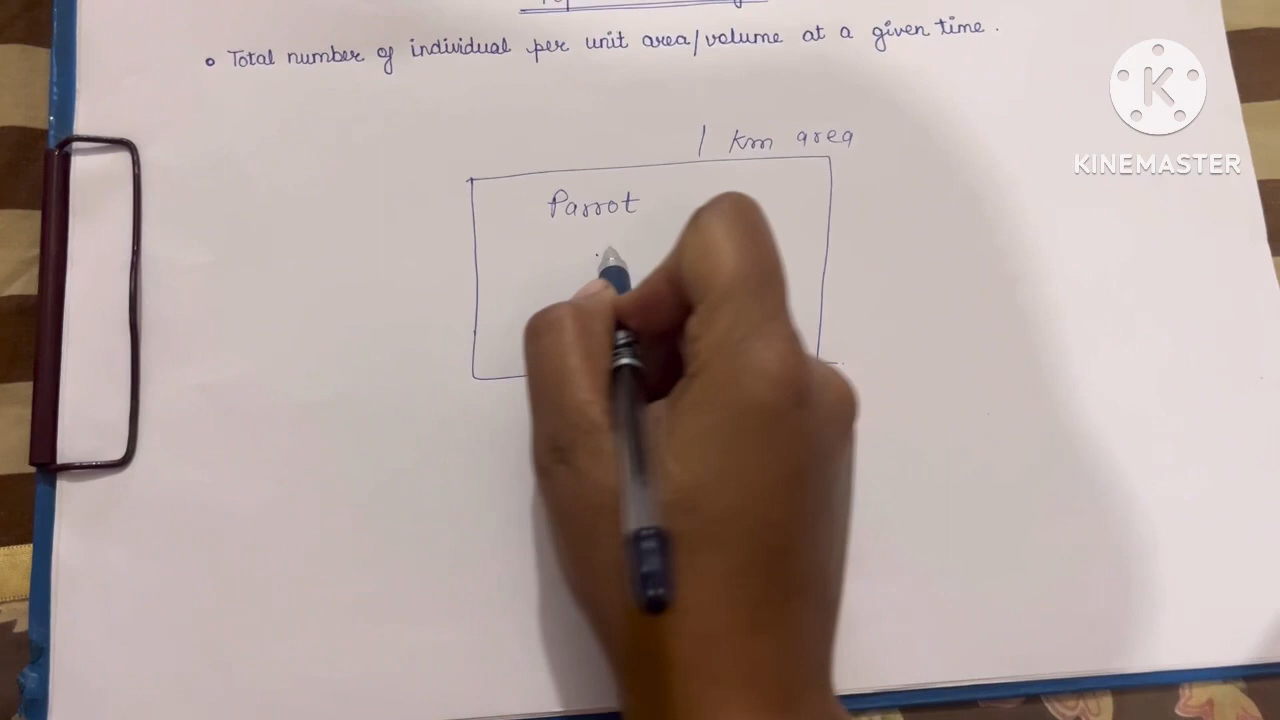 • Total number of individual per unit area/volume at a given time.
1 km area
Parrot
K
KINEMASTER